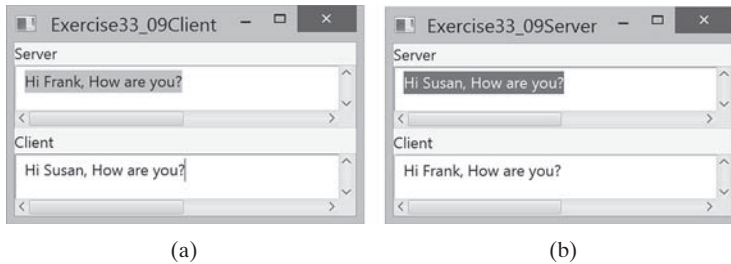 Exercise33_09Client
Server
Hi Frank, How are you?
Client
Hi Susan, How are you?
(a)
Exercise33_09Server
Server
Hi Susan, How are you?
Client
Hi Frank, How are you?
(b)